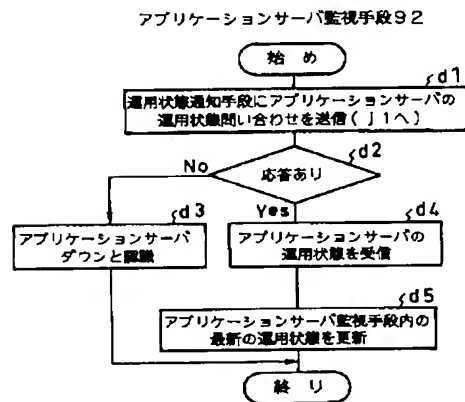 アプリケーションサーバ監視手段92
始め
d1
運用状態通知手段にアプリケーションサーバの
運用状態問い合わせを送信(j1へ)
d2
応答あり
No
Yes
d3
アプリケーションサーバ
ダウンと認識
d4
アプリケーションサーバの
運用状態を受信
d5
アプリケーションサーバ監視手段内の
最新の運用状態を更新
終り